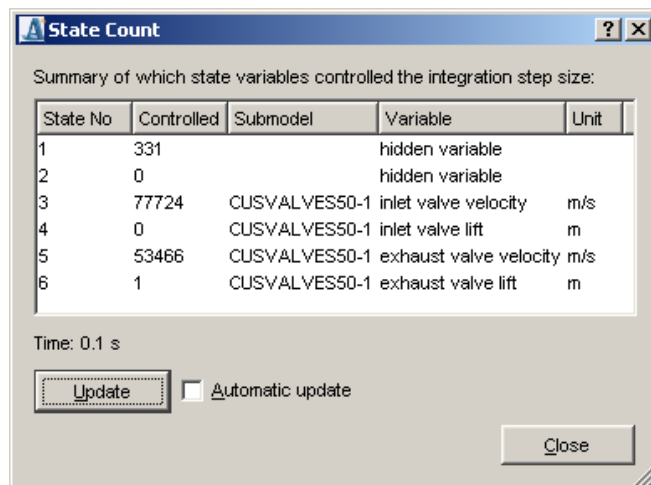 State Count
Summary of which state variables controlled the integration step size:
State No Controlled Submodel Variable Unit
1 331 hidden variable
2 0 hidden variable
3 77724 CUSVALVES50-1 inlet valve velocity m/s
4 0 CUSVALVES50-1 inlet valve lift m
5 53466 CUSVALVES50-1 exhaust valve velocity m/s
6 1 CUSVALVES50-1 exhaust valve lift m
Time: 0.1 s
Update Automatic update
Close